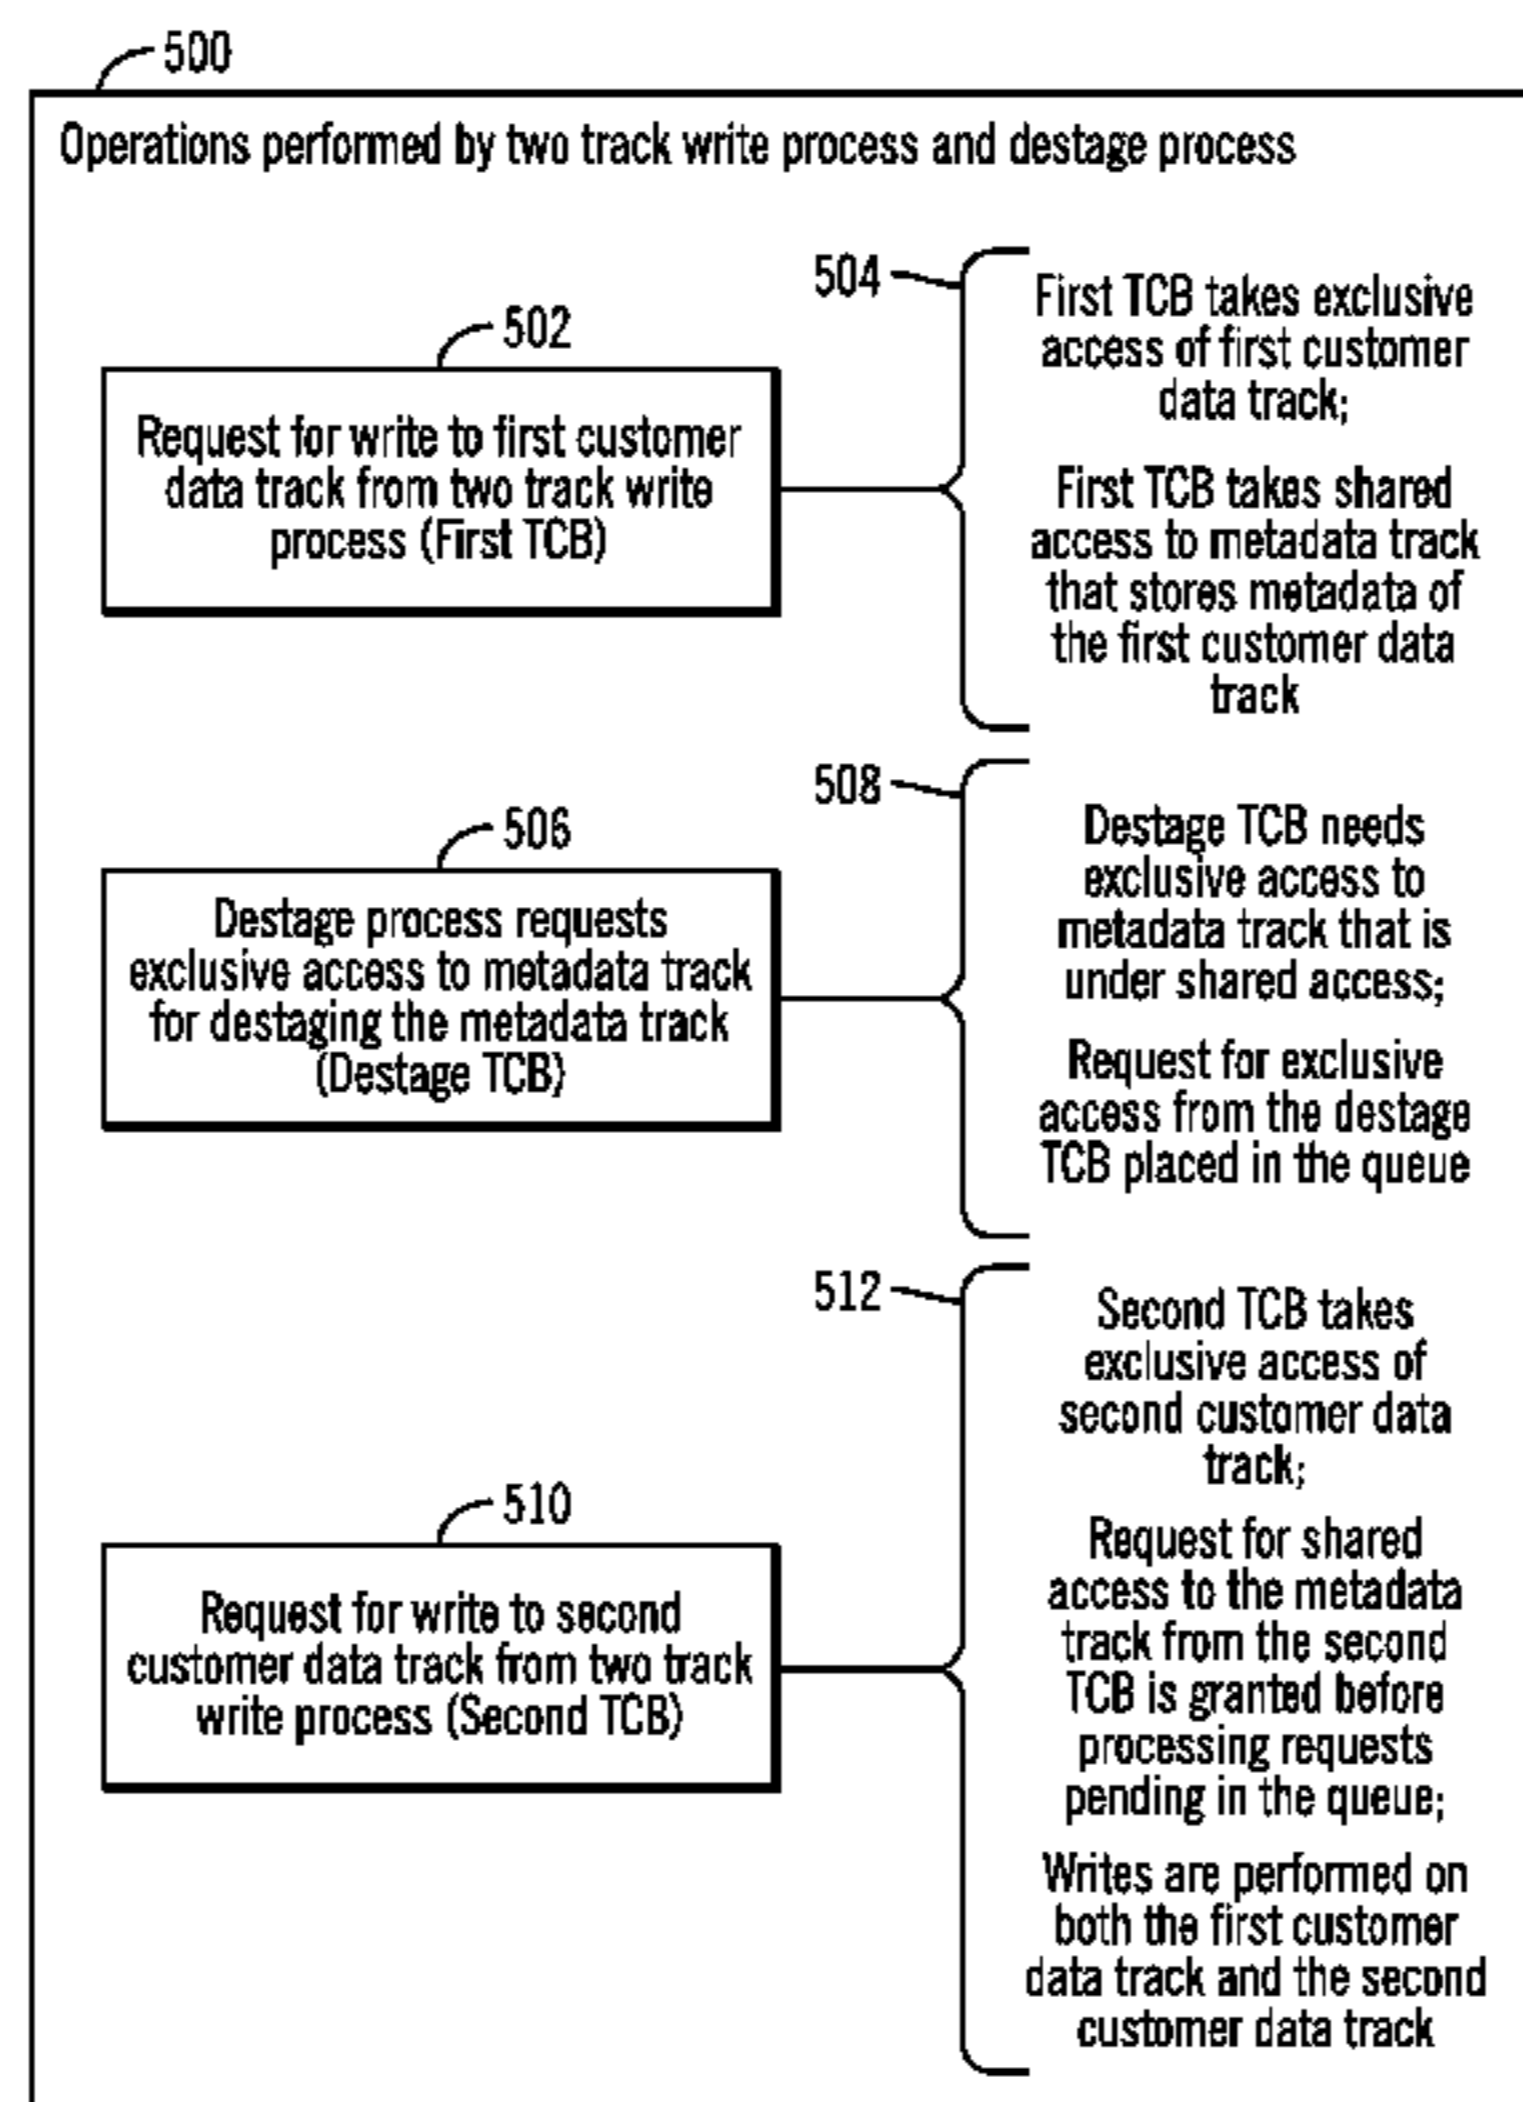 500
Operations performed by two track write process and destage process
502
Request for write to first customer
data track from two track write
process (First TCB)
504
First TCB takes exclusive
access of first customer
data track;
First TCB takes shared
access to metadata track
that stores metadata of
the first customer data
track
506
Destage process requests
exclusive access to metadata track
for destaging the metadata track
(Destage TCB)
508
Destage TCB needs
exclusive access to
metadata track that is
under shared access;
Request for exclusive
access from the destage
TCB placed in the queue
510
Request for write to second
customer data track from two track
write process (Second TCB)
512
Second TCB takes
exclusive access of
second customer data
track;
Request for shared
access to the metadata
track from the second
TCB is granted before
processing requests
pending in the queue;
Writes are performed on
both the first customer
data track and the second
customer data track